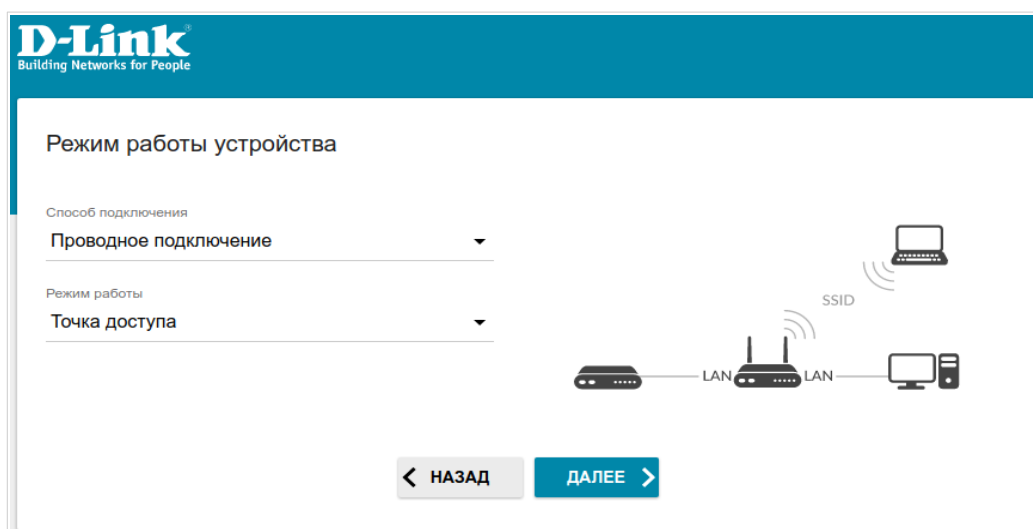 D-Link
Building Networks for People
Режим работы устройства
Способ подключения
Проводное подключение
Режим работы
Точка доступа
SSID
LAN
LAN
НАЗАД
ДАЛЕЕ